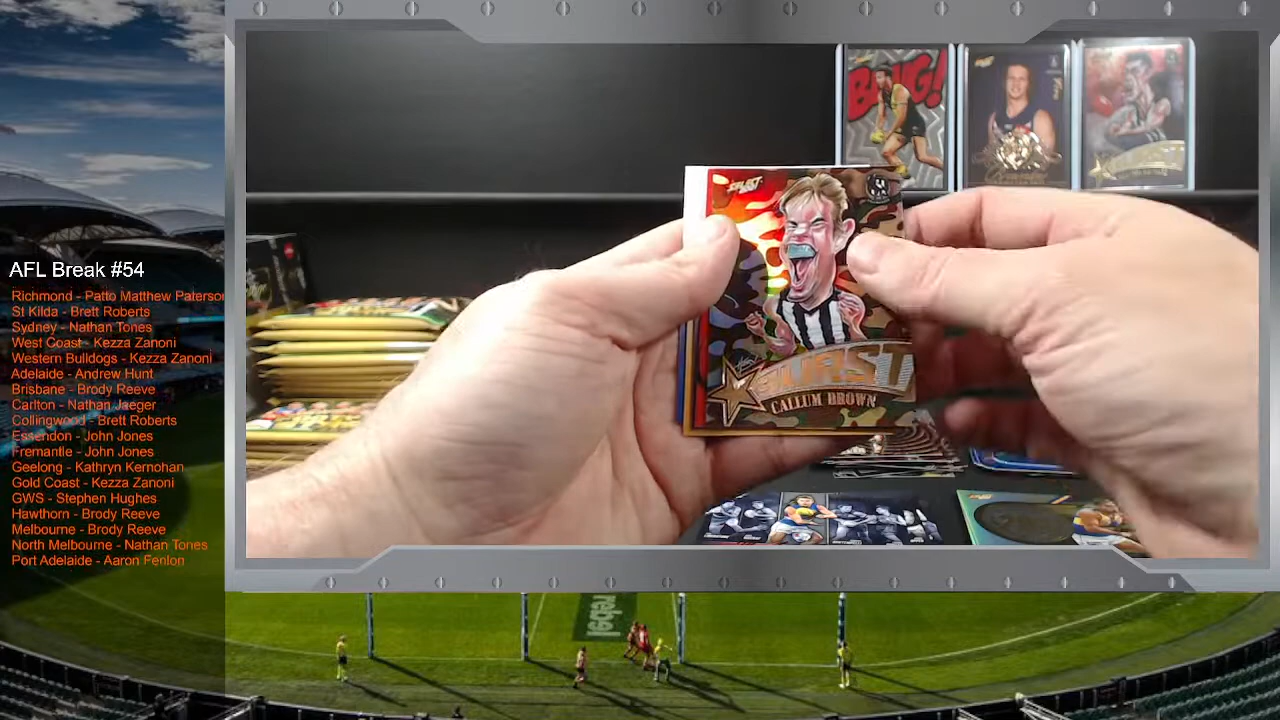 AFL Break #54
Richmond - Patto Matthew Paterson
St Kilda - Brett Roberts
Sydney - Nathan Tones
West Coast - Kezza Zanoni
Western Bulldogs - Kezza Zanoni
Adelaide - Andrew Hunt
Brisbane - Brody Reeve
Carlton - Nathan Jaeger
Collingwood - Brett Roberts
Essendon - John Jones
Fremantle - John Jones
Geelong - Kathryn Kernohan
Gold Coast - Kezza Zanoni
GWS - Stephen Hughes
Hawthorn - Brody Reeve
Melbourne - Brody Reeve
North Melbourne - Nathan Tones
Port Adelaide - Aaron Fenlon
BANG!
SELECT
BURST
CALLUM BROWN
rebel